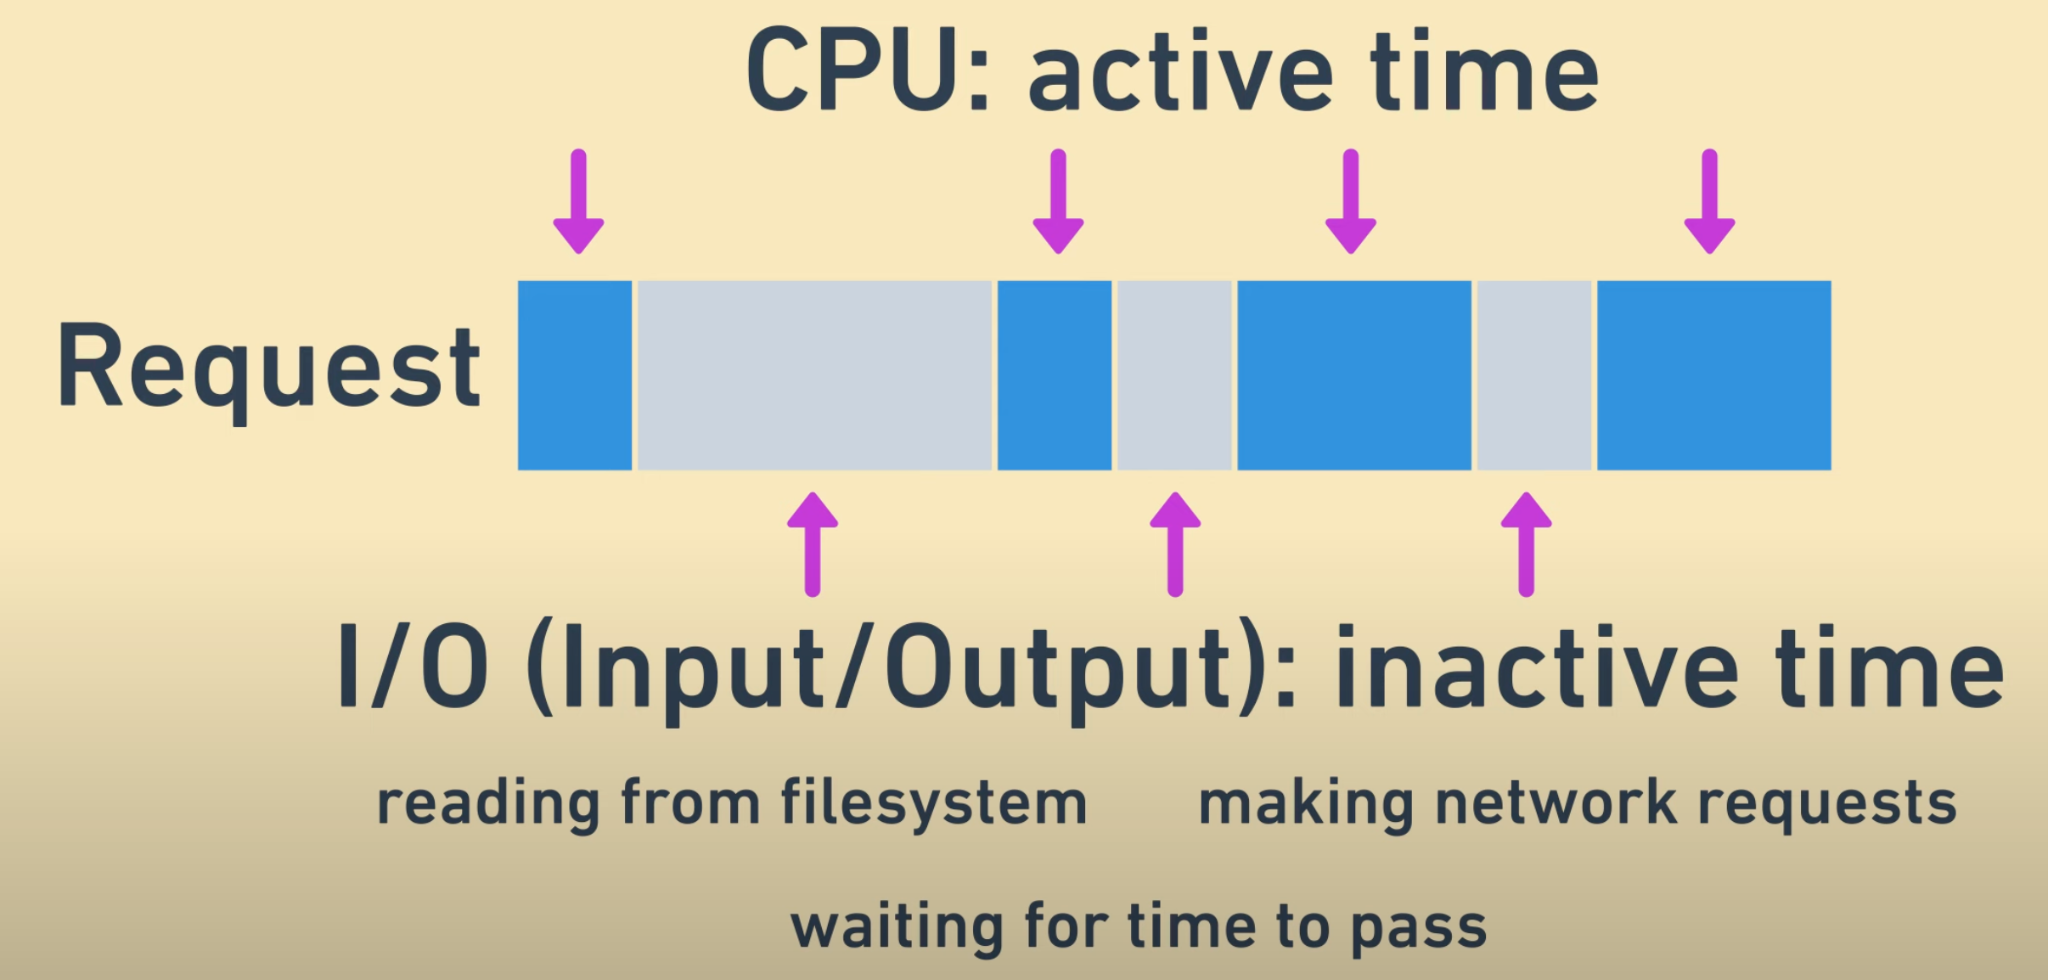 CPU: active time
Request
I/O (Input/Output): inactive time
reading from filesystem
making network requests
waiting for time to pass